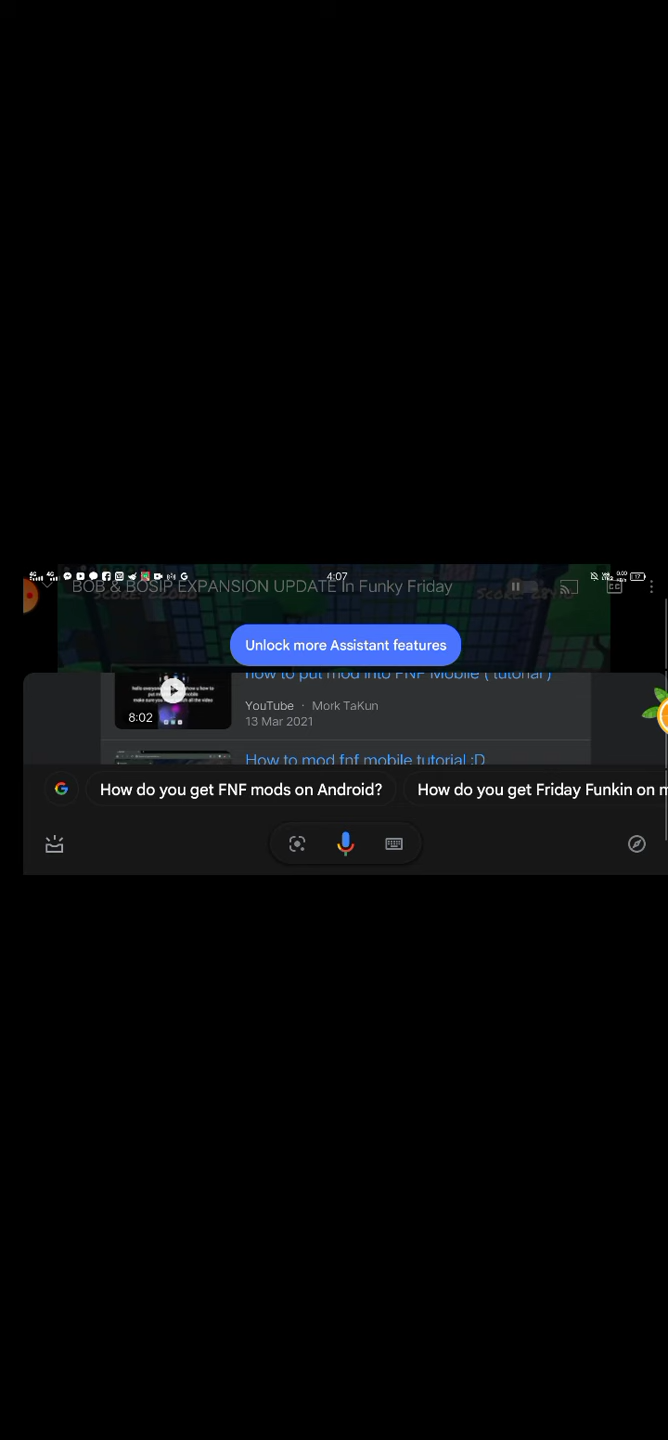 4:07
BOB & BOSIP EXPANSION UPDATE In Funky Friday
Unlock more Assistant features
how to put mod into FNF Mobile ( tutorial )
YouTube · Mork TaKun
13 Mar 2021
8:02
How to mod fnf mobile tutorial :D
How do you get FNF mods on Android?
How do you get Friday Funkin on m